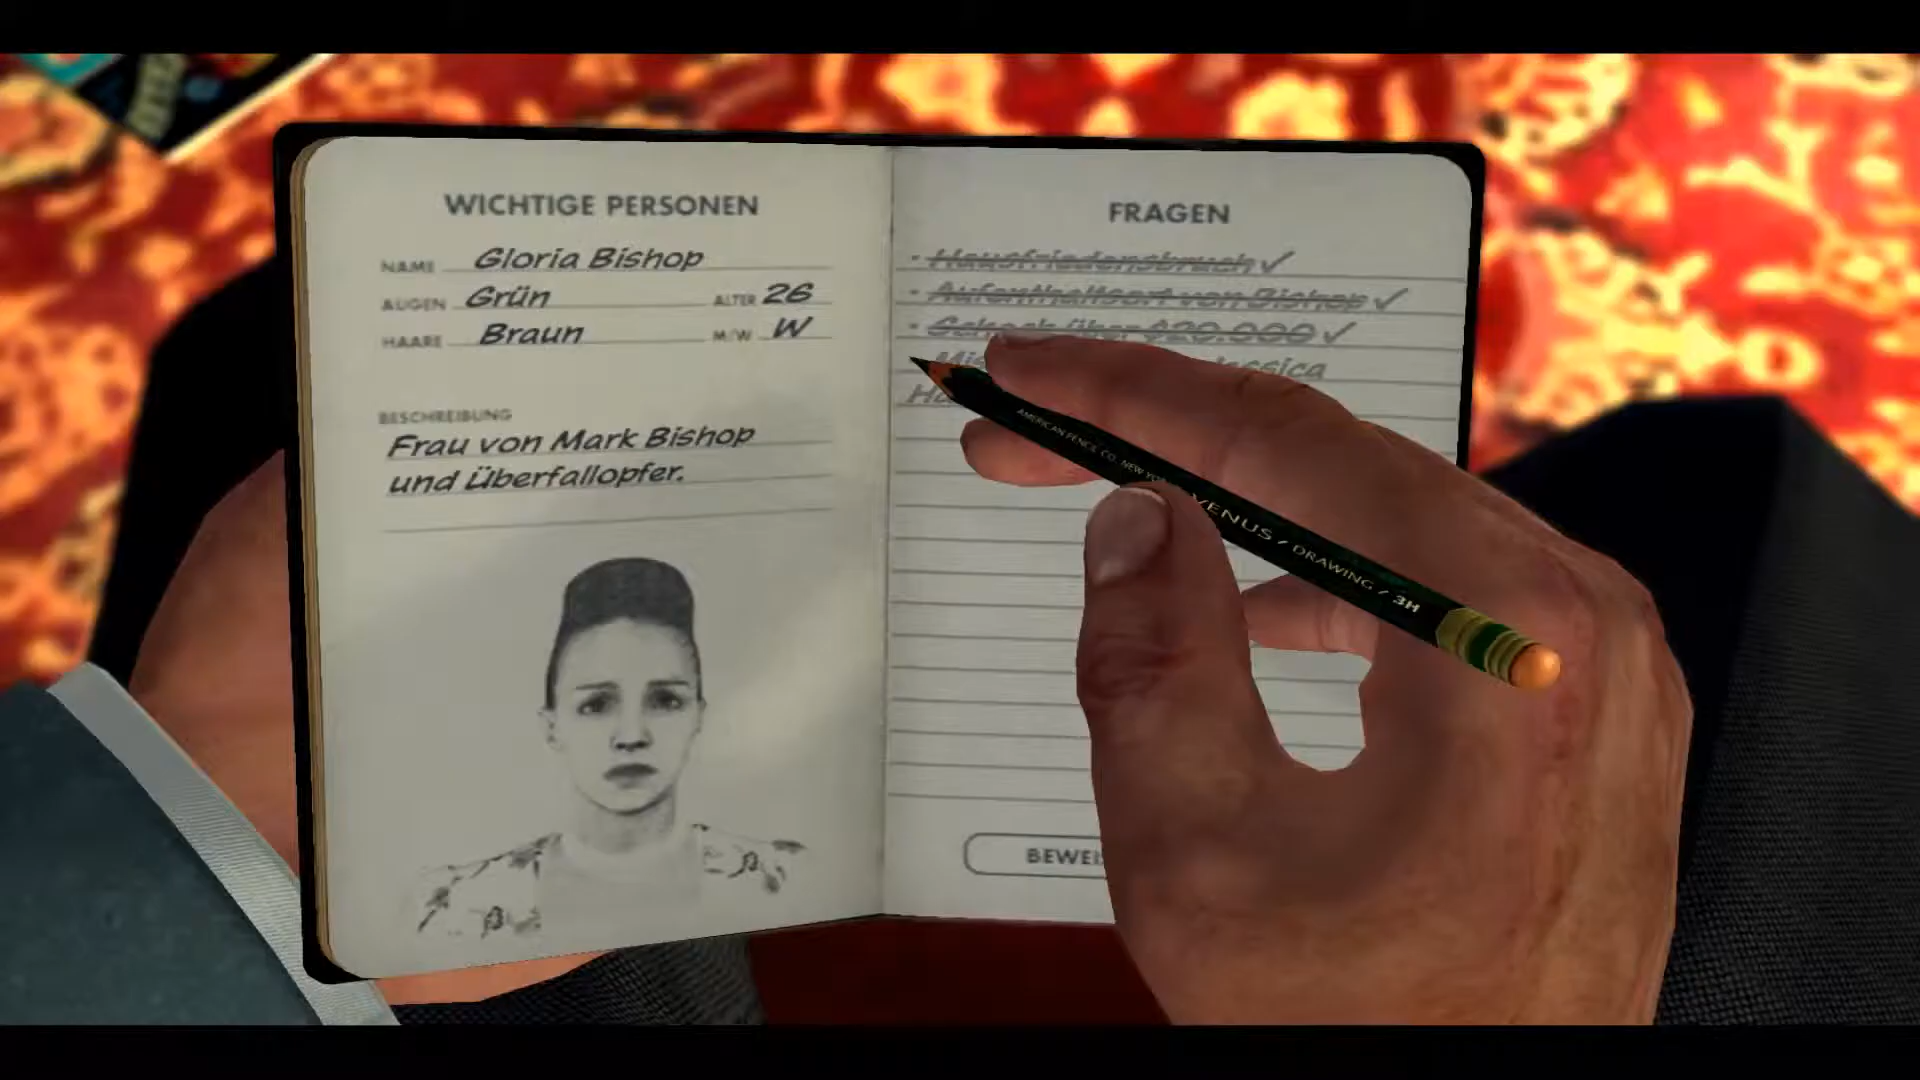 WICHTIGE PERSONEN
NAME Gloria Bishop
AUGEN Grün ALTER 26
HAARE Braun M/W W
BESCHREIBUNG
Frau von Mark Bishop
und Überfallopfer.
FRAGEN
- Hausfriedensbruch ✓
- Aufenthaltsort von Bishop ✓
- Scheck über $20.000 ✓
AMERICAN PENCIL CO. NEW YORK
VENUS / DRAWING / 3H